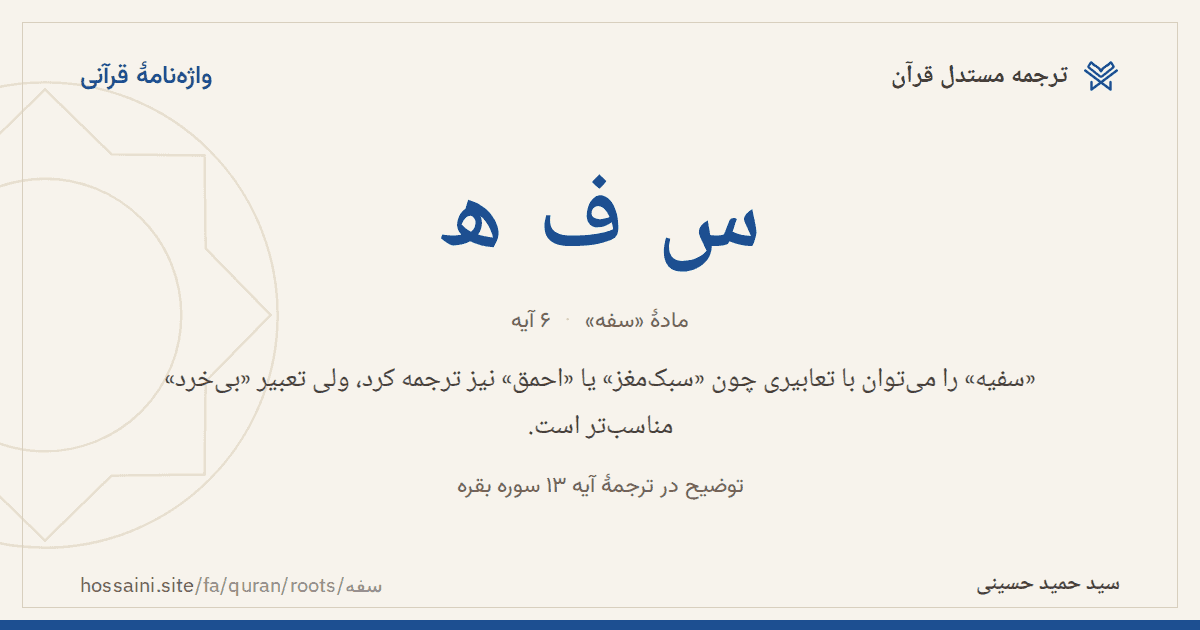 ترجمه مستدل قرآن
واژه‌نامهٔ قرآنی
س ف ه
مادهٔ «سفه» · ۶ آیه
«سفیه» را می‌توان با تعابیری چون «سبک‌مغز» یا «احمق» نیز ترجمه کرد، ولی تعبیر «بی‌خرد»
مناسب‌تر است.
توضیح در ترجمهٔ آیه ۱۳ سوره بقره
سید حمید حسینی
hossaini.site/fa/quran/roots/سفه